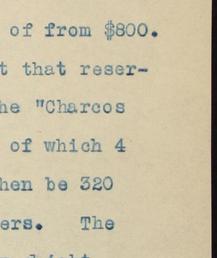 of from $800.
t that reser-
he "Charcos
of which 4
hen be 320
ers. The